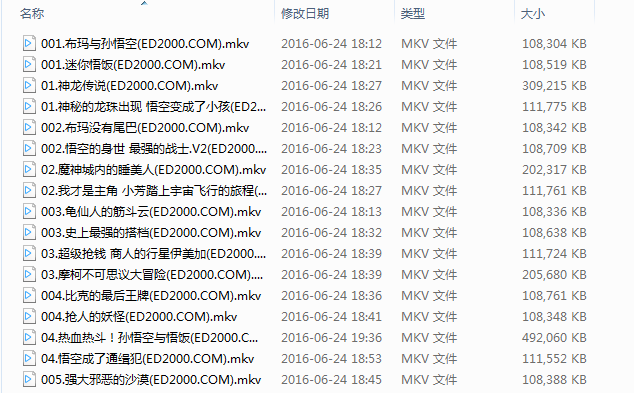 名称 修改日期 类型 大小
001.布玛与孙悟空(ED2000.COM).mkv 2016-06-24 18:12 MKV 文件 108,304 KB
001.迷你悟饭(ED2000.COM).mkv 2016-06-24 18:21 MKV 文件 108,519 KB
01.神龙传说(ED2000.COM).mkv 2016-06-24 18:27 MKV 文件 309,215 KB
01.神秘的龙珠出现 悟空变成了小孩(ED2... 2016-06-24 18:26 MKV 文件 111,775 KB
002.布玛没有尾巴(ED2000.COM).mkv 2016-06-24 18:12 MKV 文件 108,342 KB
002.悟空的身世 最强的战士.V2(ED2000.... 2016-06-24 18:23 MKV 文件 108,709 KB
02.魔神城内的睡美人(ED2000.COM).mkv 2016-06-24 18:35 MKV 文件 202,317 KB
02.我才是主角 小芳踏上宇宙飞行的旅程(... 2016-06-24 18:27 MKV 文件 111,761 KB
003.龟仙人的筋斗云(ED2000.COM).mkv 2016-06-24 18:13 MKV 文件 108,336 KB
003.史上最强的搭档(ED2000.COM).mkv 2016-06-24 18:32 MKV 文件 108,638 KB
03.超级抢钱 商人的行星伊美加(ED2000.... 2016-06-24 18:39 MKV 文件 111,724 KB
03.摩柯不可思议大冒险(ED2000.COM).... 2016-06-24 18:39 MKV 文件 205,680 KB
004.比克的最后王牌(ED2000.COM).mkv 2016-06-24 18:36 MKV 文件 108,761 KB
004.抢人的妖怪(ED2000.COM).mkv 2016-06-24 18:41 MKV 文件 108,348 KB
04.热血热斗！孙悟空与悟饭(ED2000.C... 2016-06-24 19:36 MKV 文件 492,060 KB
04.悟空成了通缉犯(ED2000.COM).mkv 2016-06-24 18:53 MKV 文件 111,552 KB
005.强大邪恶的沙漠(ED2000.COM).mkv 2016-06-24 18:45 MKV 文件 108,388 KB